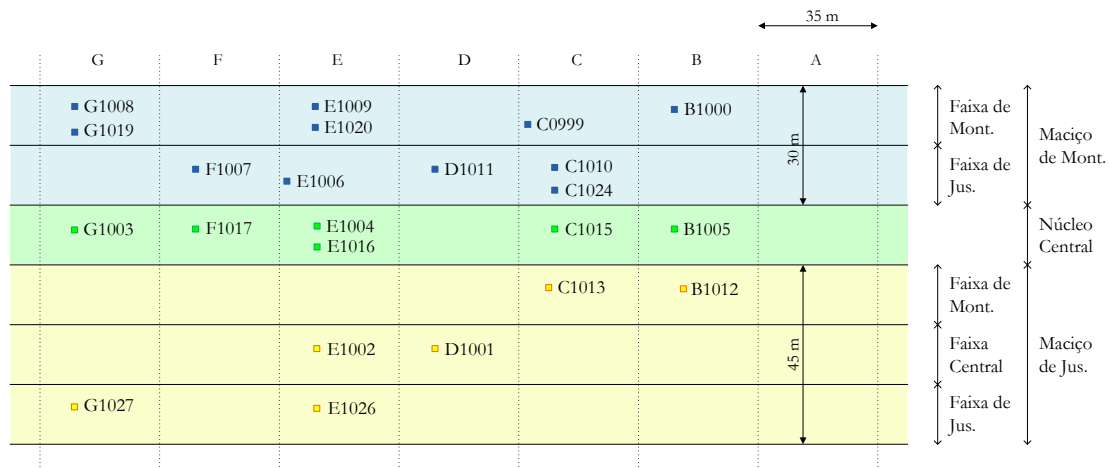 35 m
G F E D C B A
G1008 E1009 B1000 Faixa de
G1019 E1020 C0999 Mont.
Maciço
de Mont.
30 m
F1007 E1006 D1011 C1010 Faixa de
C1024 Jus.
G1003 F1017 E1004 C1015 B1005 Núcleo
E1016 Central
C1013 B1012 Faixa de
Mont.
E1002 D1001 Faixa
Central
Maciço
de Jus.
45 m
G1027 E1026 Faixa de
Jus.